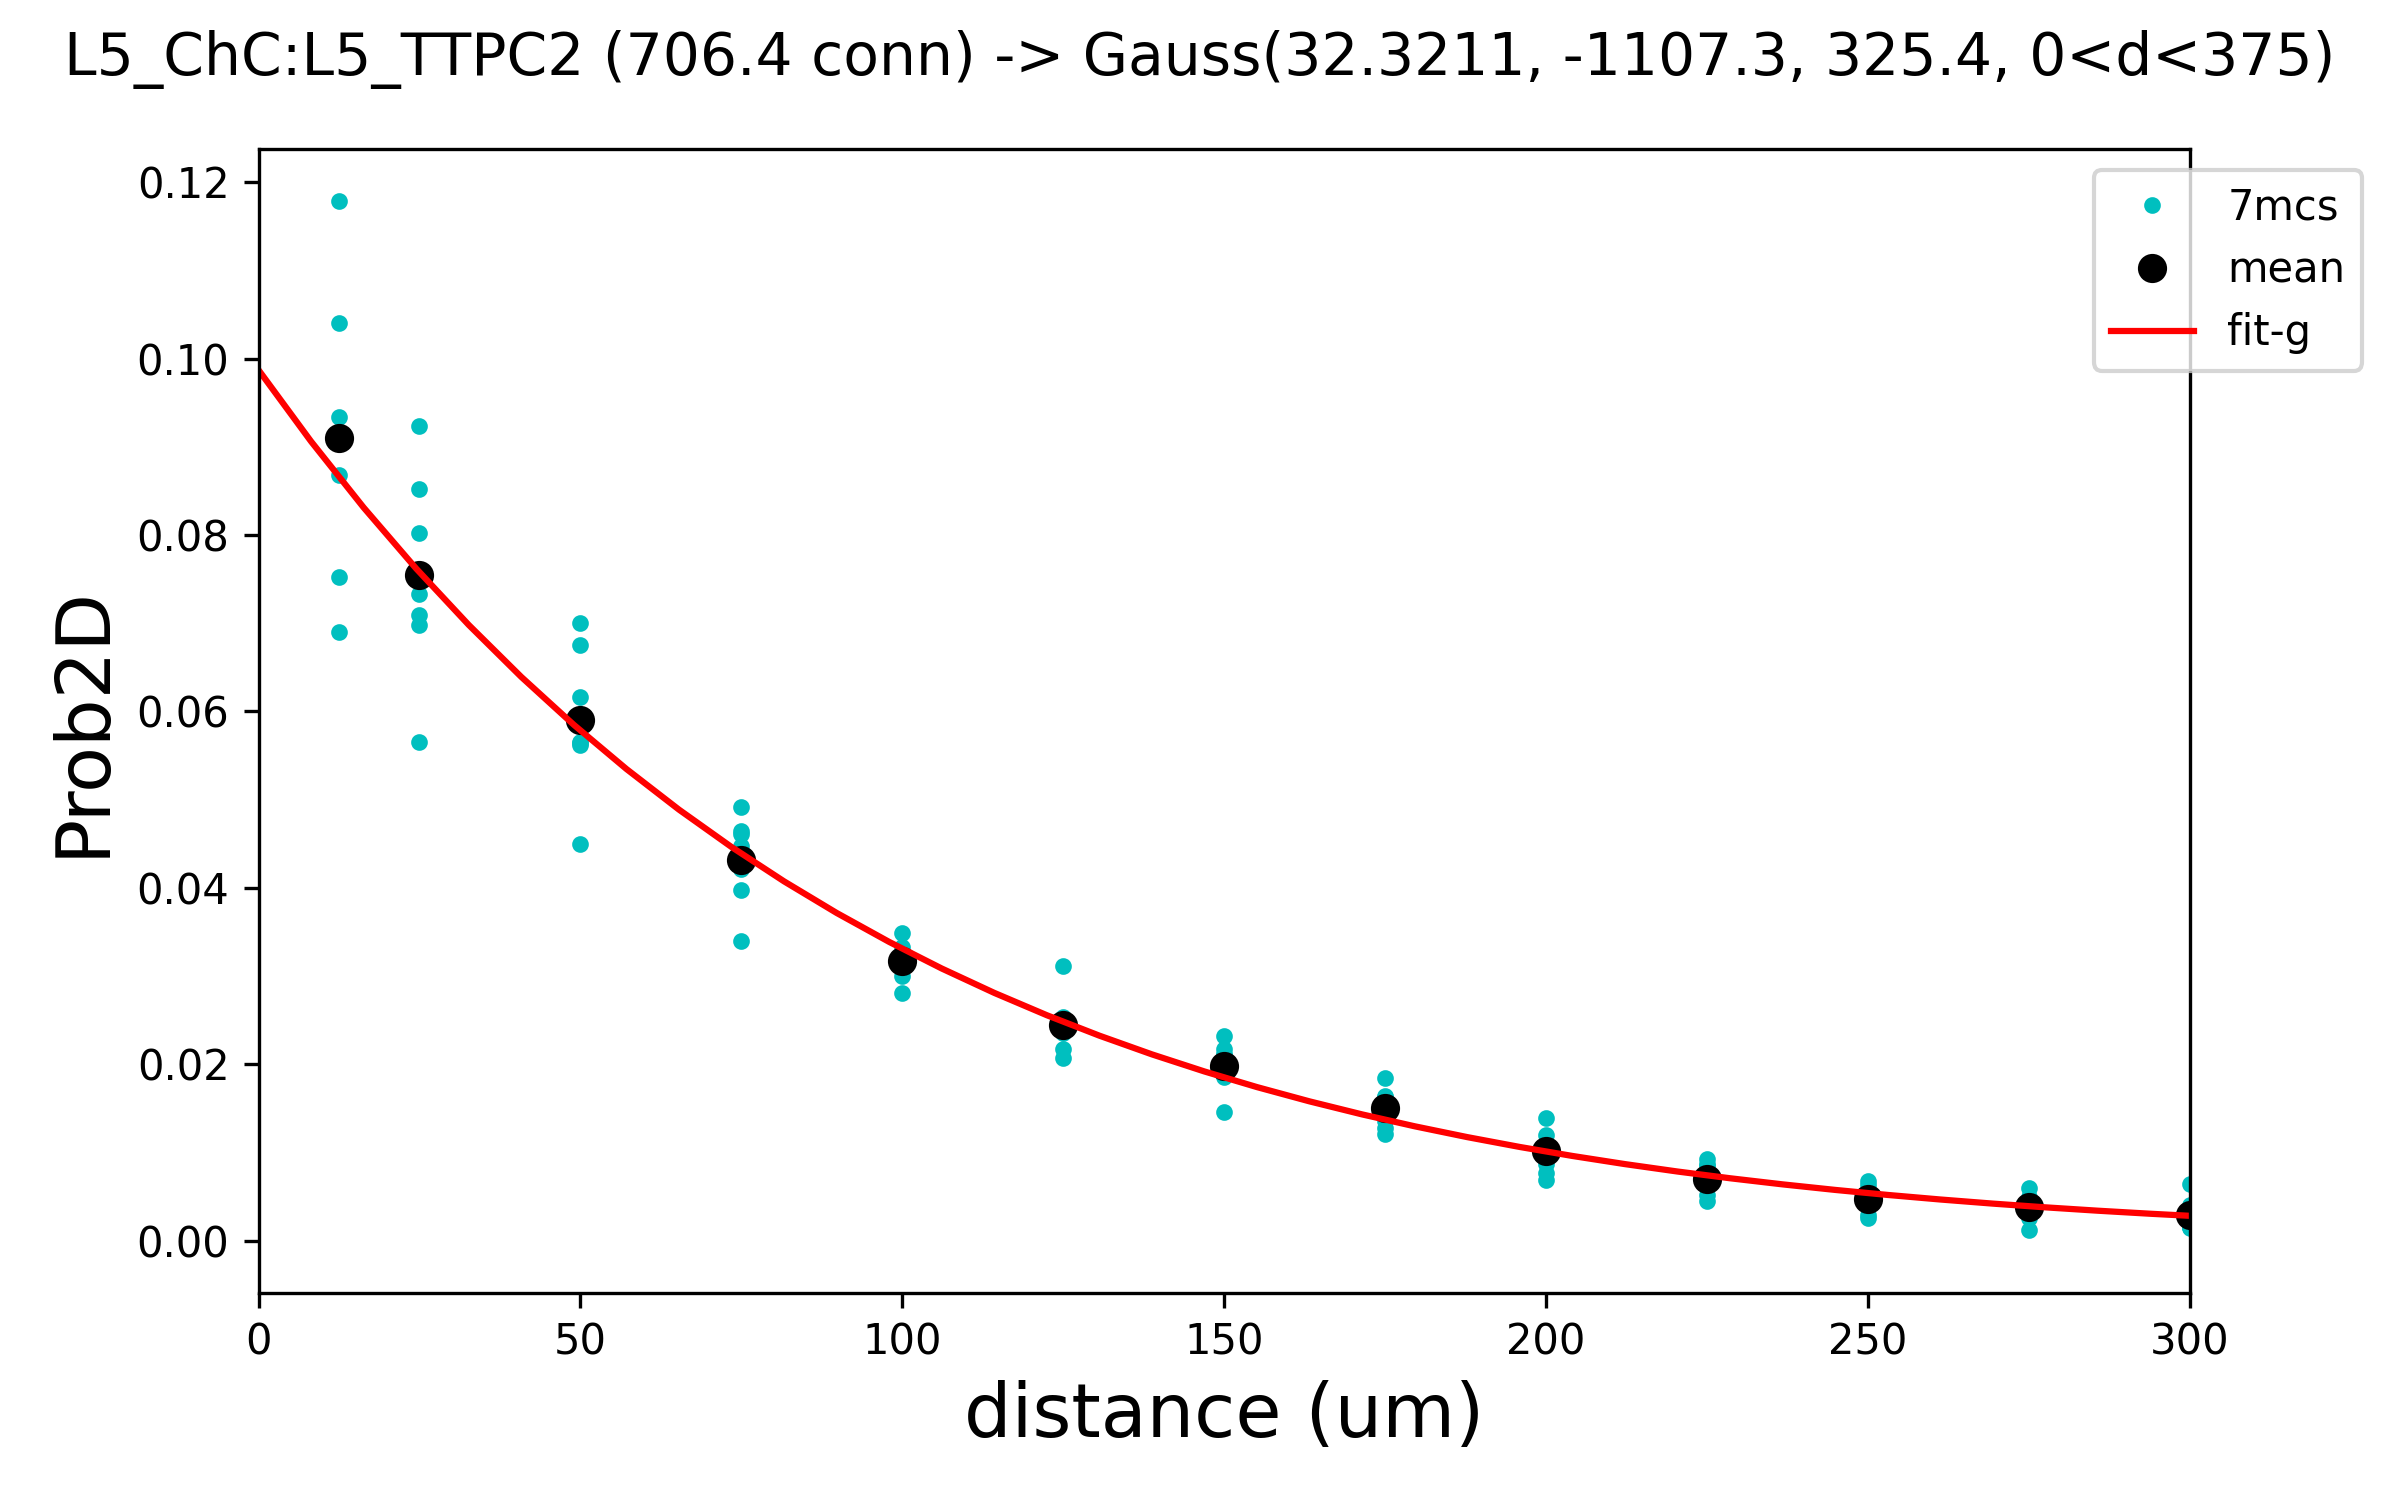 L5_ChC:L5_TTPC2 (706.4 conn) -> Gauss(32.3211, -1107.3, 325.4, 0<d<375)
7mcs
mean
fit-g
0.12
0.10
0.08
0.06
0.04
0.02
0.00
Prob2D
0 50 100 150 200 250 300
distance (um)